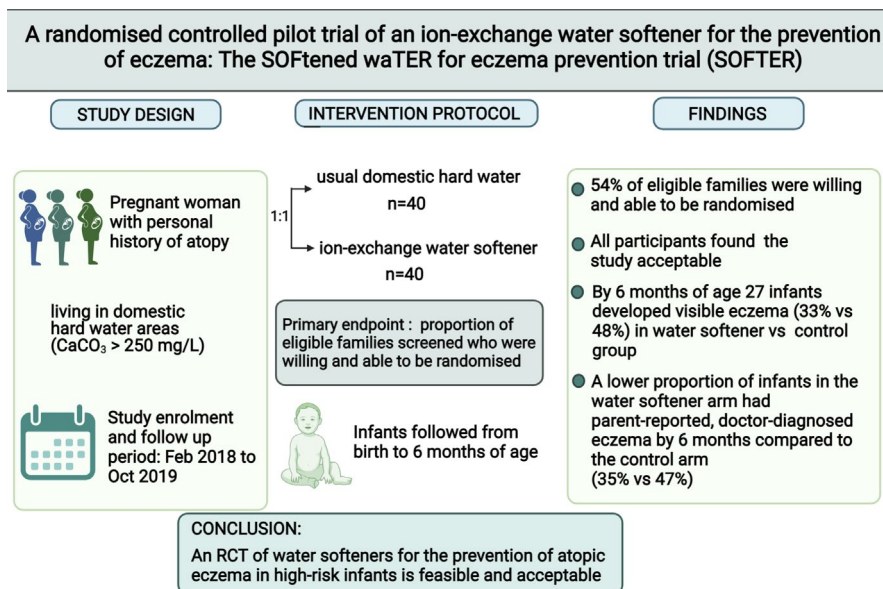 A randomised controlled pilot trial of an ion-exchange water softener for the prevention
of eczema: The SOFtened waTER for eczema prevention trial (SOFTER)
STUDY DESIGN
Pregnant woman
with personal
history of atopy
living in domestic
hard water areas
(CaCO₃ > 250 mg/L)
Study enrolment
and follow up
period: Feb 2018 to
Oct 2019
INTERVENTION PROTOCOL
1:1
usual domestic hard water
n=40
ion-exchange water softener
n=40
Primary endpoint : proportion of
eligible families screened who were
willing and able to be randomised
Infants followed from
birth to 6 months of age
FINDINGS
54% of eligible families were willing
and able to be randomised
All participants found the
study acceptable
By 6 months of age 27 infants
developed visible eczema (33% vs
48%) in water softener vs control
group
A lower proportion of infants in the
water softener arm had
parent-reported, doctor-diagnosed
eczema by 6 months compared to
the control arm
(35% vs 47%)
CONCLUSION:
An RCT of water softeners for the prevention of atopic
eczema in high-risk infants is feasible and acceptable